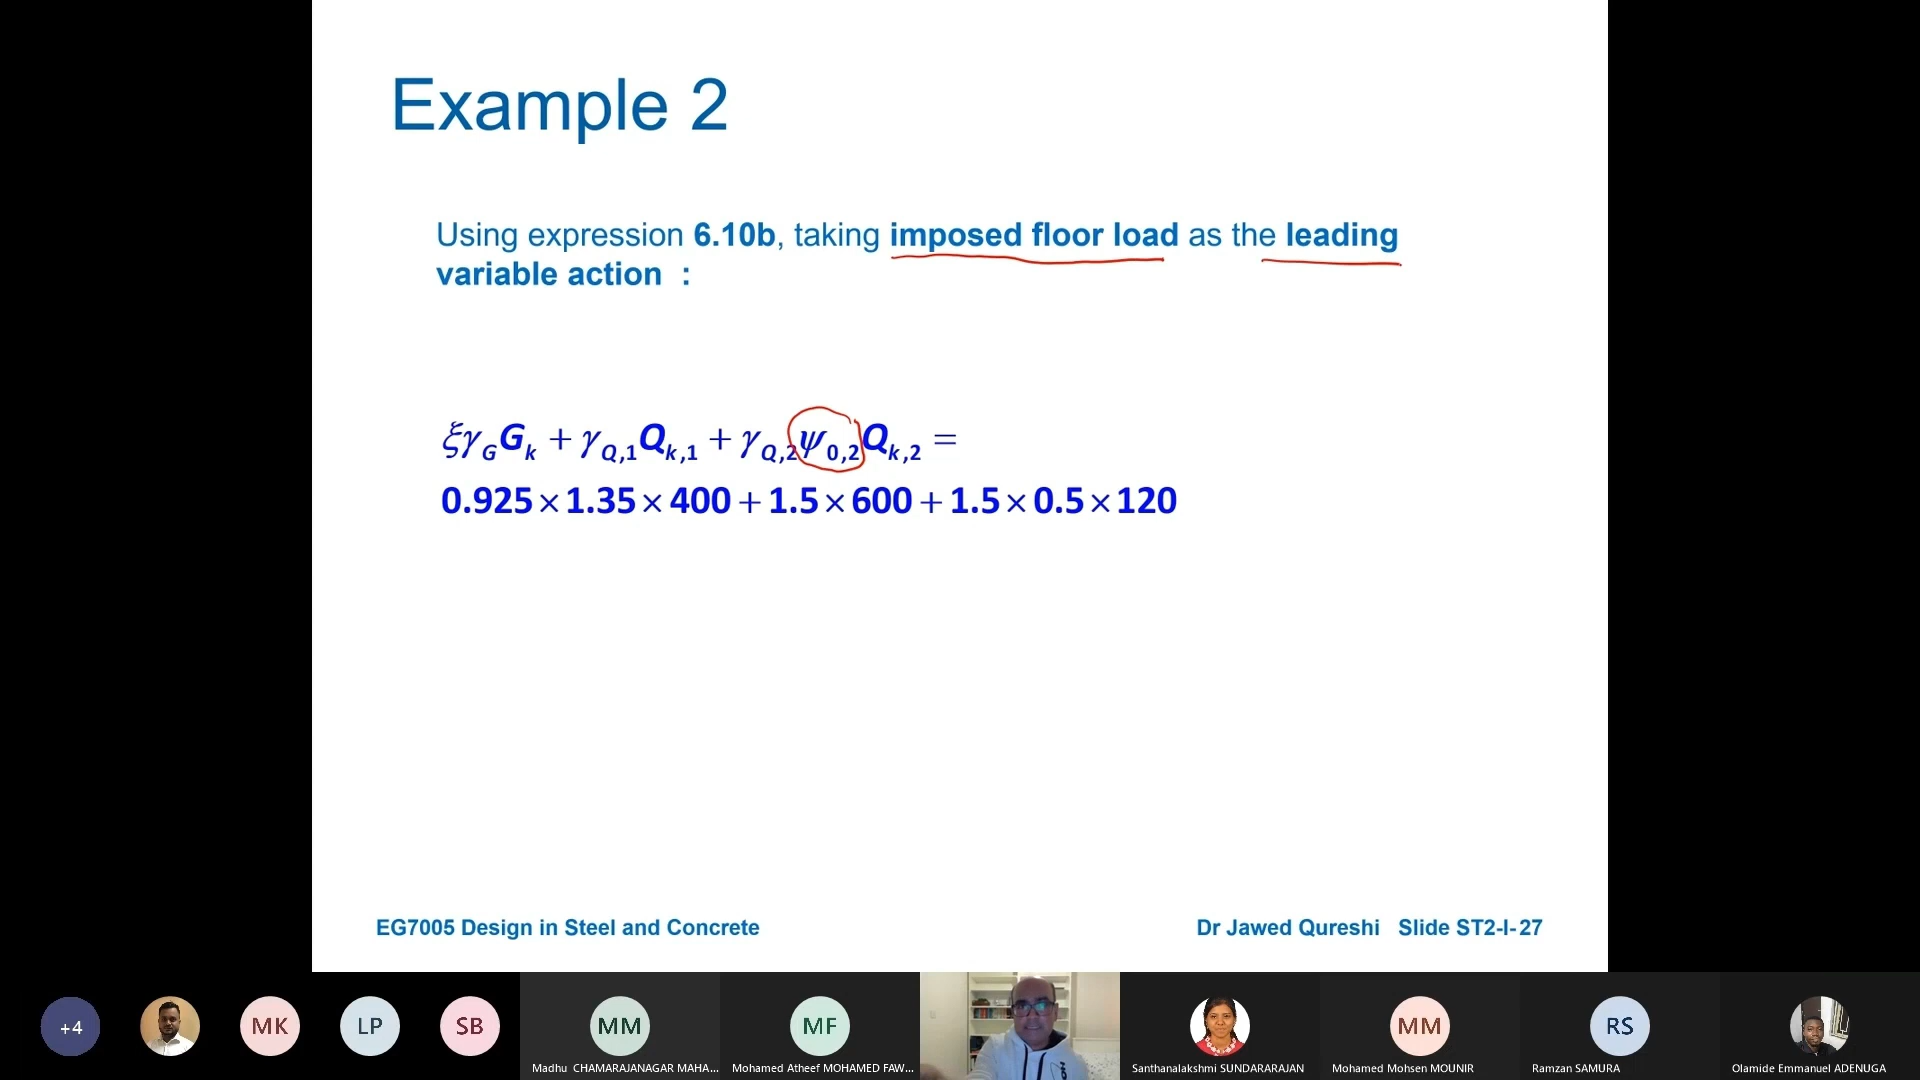 Example 2
Using expression 6.10b, taking imposed floor load as the leading
variable action :
ξγ_G G_k + γ_Q,1 Q_k,1 + γ_Q,2 ψ_0,2 Q_k,2 =
0.925×1.35×400+1.5×600+1.5×0.5×120
EG7005 Design in Steel and Concrete
Dr Jawed Qureshi Slide ST2-I-27
+4
MK
LP
SB
MM
MF
MM
RS
Madhu CHAMARAJANAGAR MAHA...
Mohamed Atheef MOHAMED FAW...
Santhanalakshmi SUNDARARAJAN
Mohamed Mohsen MOUNIR
Ramzan SAMURA
Olamide Emmanuel ADENUGA